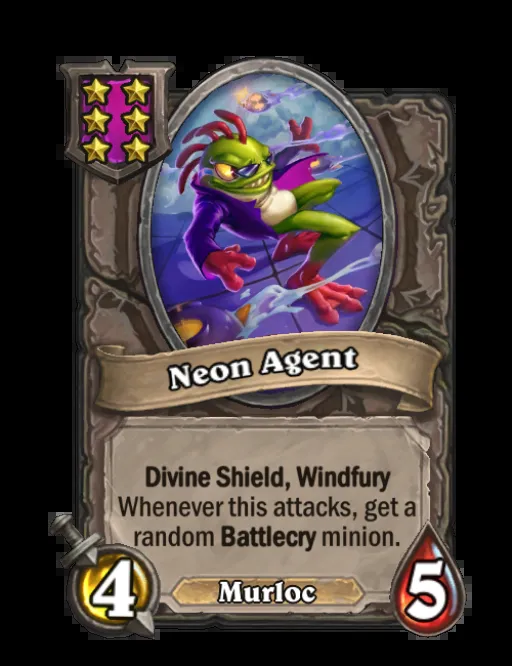 Neon Agent
Divine Shield, Windfury
Whenever this attacks, get a
random Battlecry minion.
4
Murloc
5